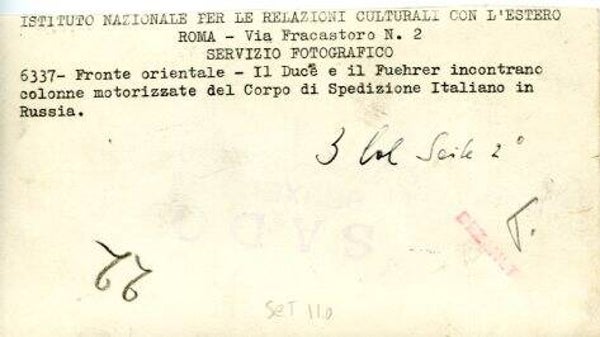 ISTITUTO NAZIONALE PER LE RELAZIONI CULTURALI CON L'ESTERO
ROMA - Via Fracastoro N. 2
SERVIZIO FOTOGRAFICO
6337- Fronte orientale - Il Duce e il Fuehrer incontrano
colonne motorizzate del Corpo di Spedizione Italiano in
Russia.
3 Col Seite 2°
T.
22
SeT 110